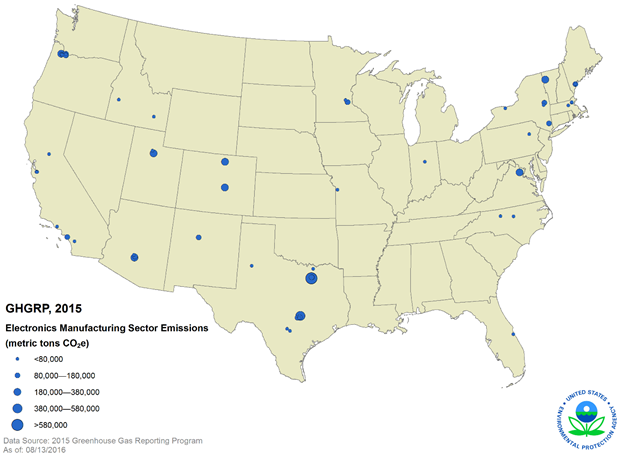 GHGRP, 2015
Electronics Manufacturing Sector Emissions
(metric tons CO₂e)
<80,000
80,000—180,000
180,000—380,000
380,000—580,000
>580,000
Data Source: 2015 Greenhouse Gas Reporting Program
As of: 08/13/2016
UNITED STATES
ENVIRONMENTAL PROTECTION AGENCY